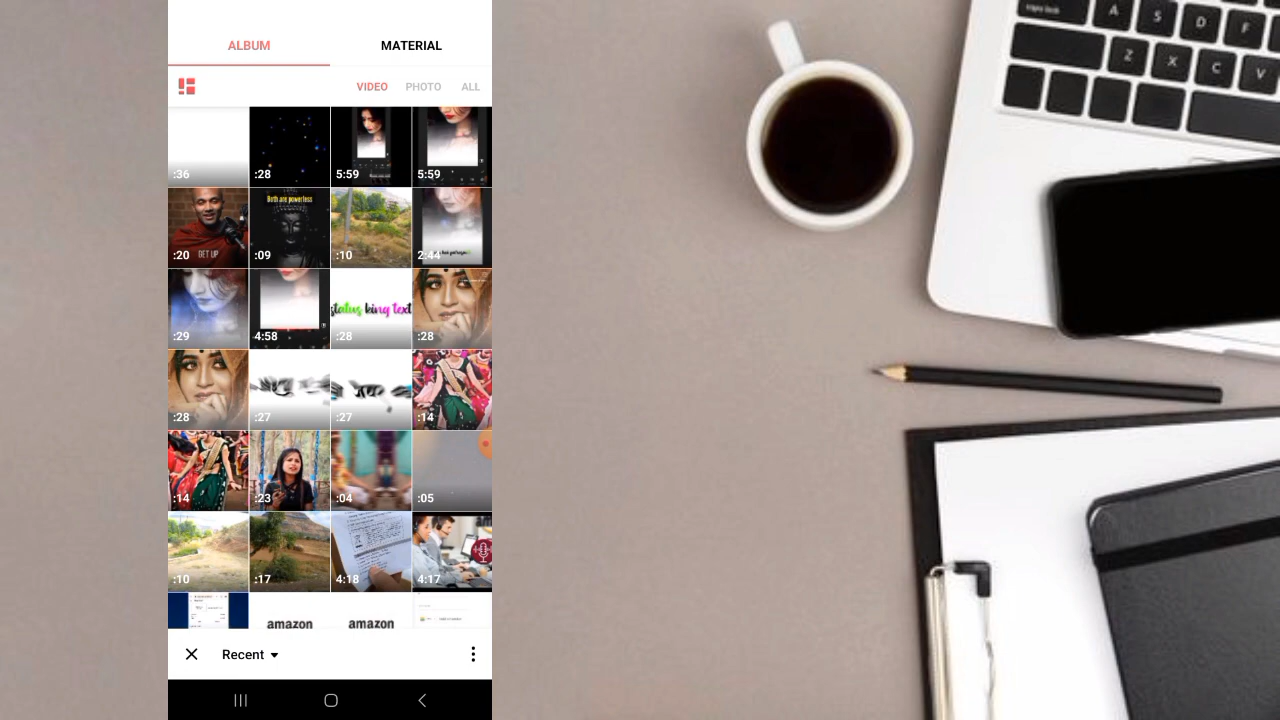 ALBUM MATERIAL
VIDEO PHOTO ALL
:36 :28 5:59 5:59
Both are powerless
GET UP
:20 :09 :10 2:44
status king text
:29 4:58 :28 :28
:28 :27 :27 :14
:14 :23 :04 :05
:10 :17 4:18 4:17
amazon amazon
Recent
A S D F
Z X C V